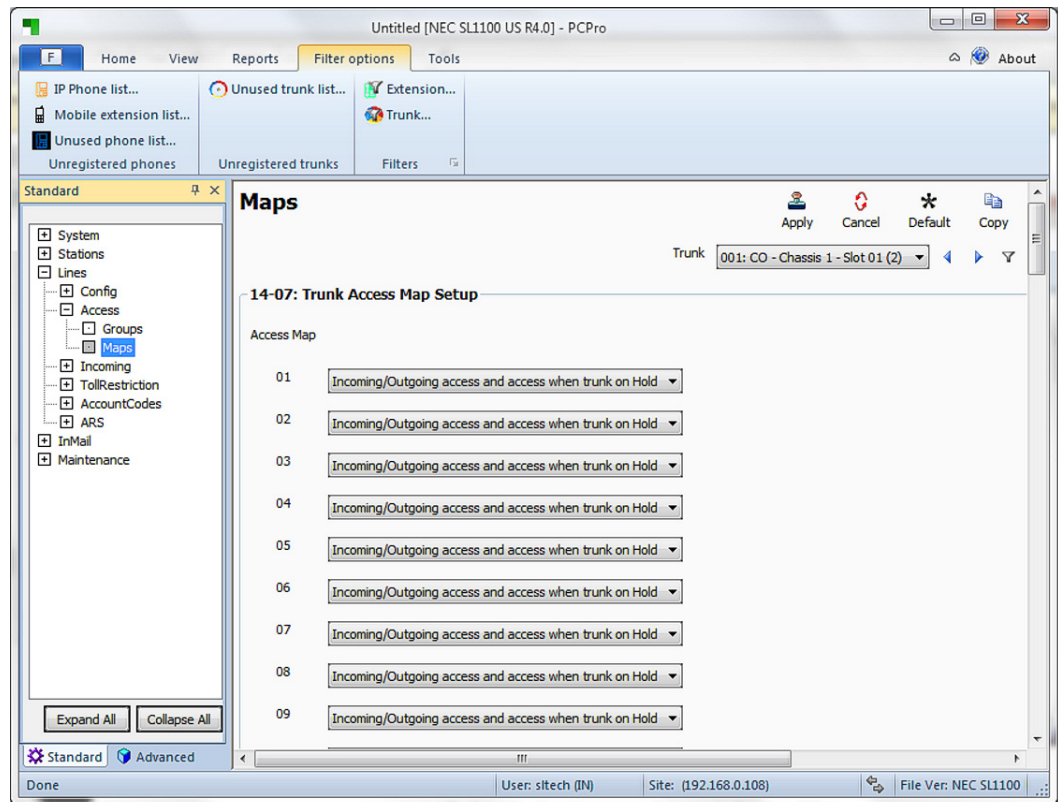 Untitled [NEC SL1100 US R4.0] - PCPro
F Home View Reports Filter options Tools About
IP Phone list... Unused trunk list... Extension...
Mobile extension list... Trunk...
Unused phone list...
Unregistered phones Unregistered trunks Filters
Standard
Maps
Apply Cancel Default Copy
Trunk 001: CO - Chassis 1 - Slot 01 (2)
System
Stations
Lines
Config
Access
Groups
Maps
Incoming
TollRestriction
AccountCodes
ARS
InMail
Maintenance
Expand All Collapse All
Standard Advanced
14-07: Trunk Access Map Setup
Access Map
01 Incoming/Outgoing access and access when trunk on Hold
02 Incoming/Outgoing access and access when trunk on Hold
03 Incoming/Outgoing access and access when trunk on Hold
04 Incoming/Outgoing access and access when trunk on Hold
05 Incoming/Outgoing access and access when trunk on Hold
06 Incoming/Outgoing access and access when trunk on Hold
07 Incoming/Outgoing access and access when trunk on Hold
08 Incoming/Outgoing access and access when trunk on Hold
09 Incoming/Outgoing access and access when trunk on Hold
Done User: sltech (IN) Site: (192.168.0.108) File Ver: NEC SL1100